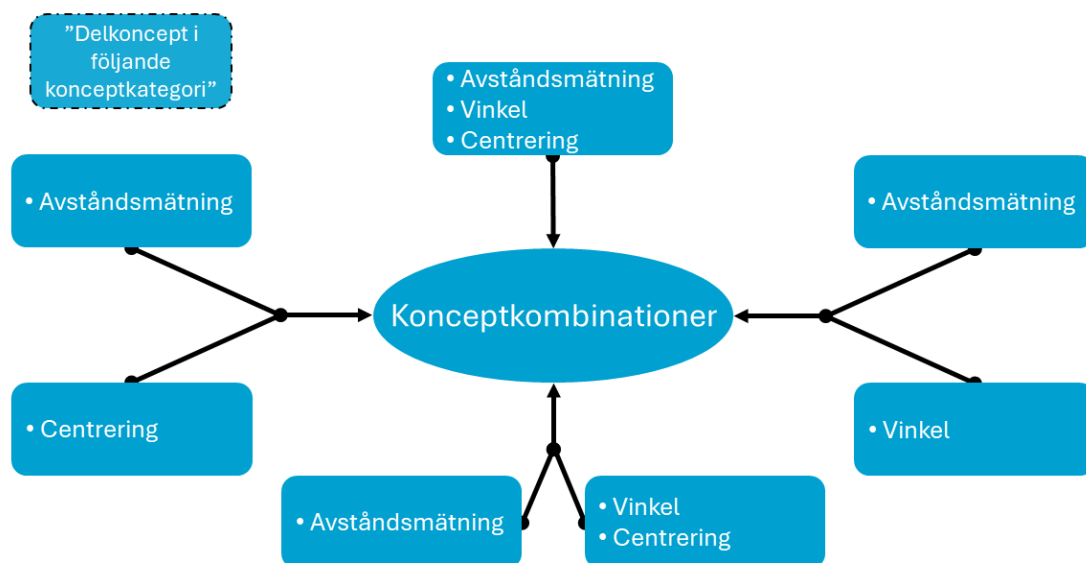 ”Delkoncept i
följande
konceptkategori”
• Avståndsmätning
• Vinkel
• Centrering
• Avståndsmätning
• Avståndsmätning
Konceptkombinationer
• Centrering
• Vinkel
• Avståndsmätning
• Vinkel
• Centrering